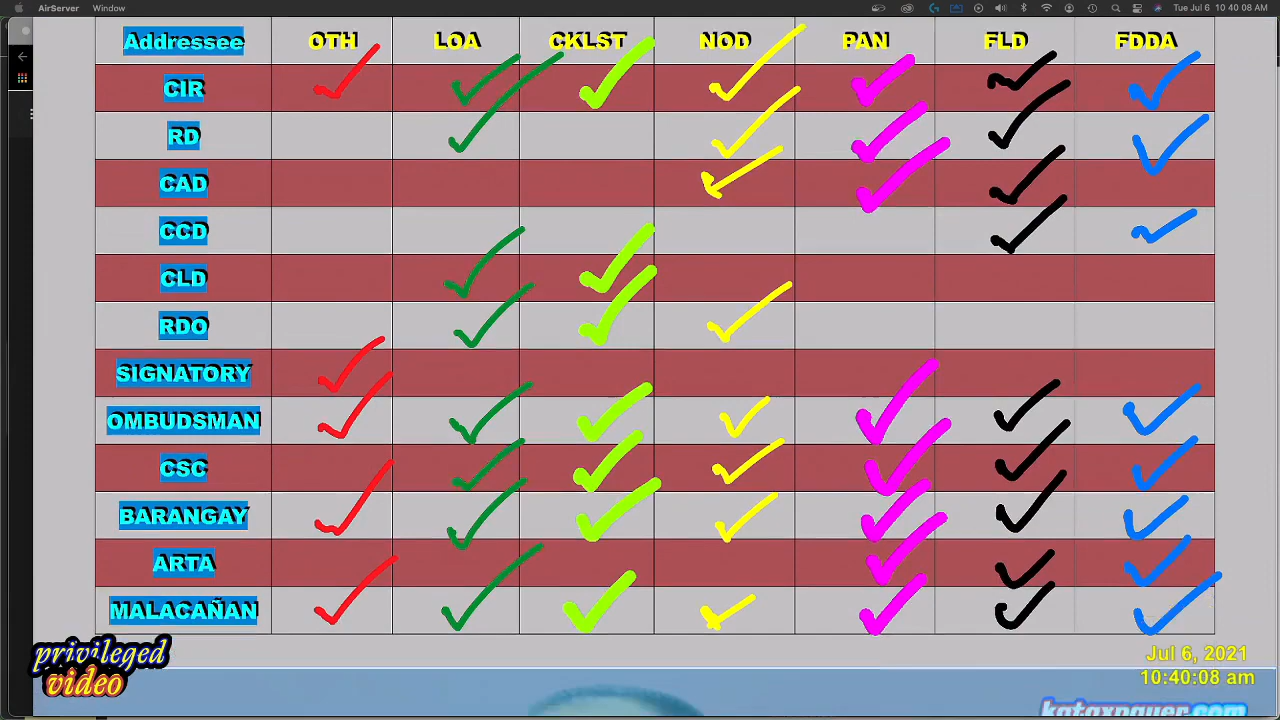 AirServer Window Tue Jul 6 10 40 08 AM
Addressee OTH LOA CKLST NOD PAN FLD FDDA
CIR
RD
CAD
CCD
CLD
RDO
SIGNATORY
OMBUDSMAN
CSC
BARANGAY
ARTA
MALACAÑAN
privileged
video
Jul 6, 2021
10:40:08 am
kataxpayer.com